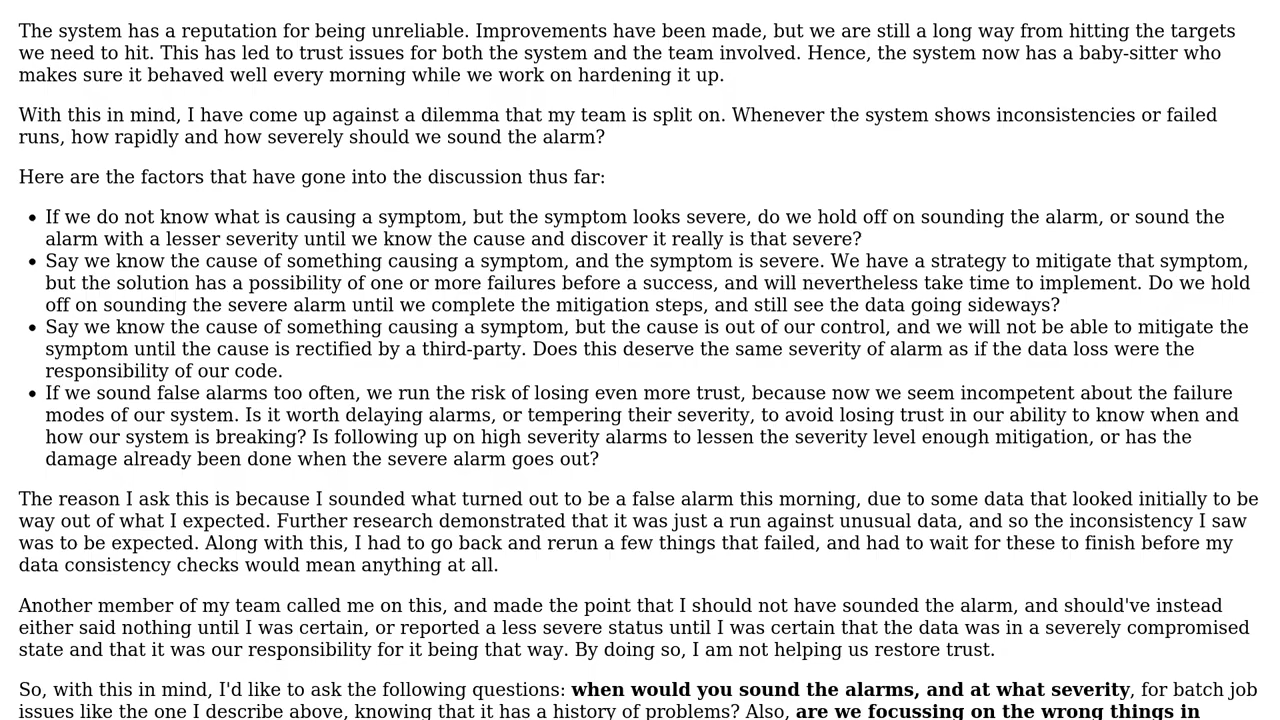 The system has a reputation for being unreliable. Improvements have been made, but we are still a long way from hitting the targets
we need to hit. This has led to trust issues for both the system and the team involved. Hence, the system now has a baby-sitter who
makes sure it behaved well every morning while we work on hardening it up.
With this in mind, I have come up against a dilemma that my team is split on. Whenever the system shows inconsistencies or failed
runs, how rapidly and how severely should we sound the alarm?
Here are the factors that have gone into the discussion thus far:
• If we do not know what is causing a symptom, but the symptom looks severe, do we hold off on sounding the alarm, or sound the
alarm with a lesser severity until we know the cause and discover it really is that severe?
• Say we know the cause of something causing a symptom, and the symptom is severe. We have a strategy to mitigate that symptom,
but the solution has a possibility of one or more failures before a success, and will nevertheless take time to implement. Do we hold
off on sounding the severe alarm until we complete the mitigation steps, and still see the data going sideways?
• Say we know the cause of something causing a symptom, but the cause is out of our control, and we will not be able to mitigate the
symptom until the cause is rectified by a third-party. Does this deserve the same severity of alarm as if the data loss were the
responsibility of our code.
• If we sound false alarms too often, we run the risk of losing even more trust, because now we seem incompetent about the failure
modes of our system. Is it worth delaying alarms, or tempering their severity, to avoid losing trust in our ability to know when and
how our system is breaking? Is following up on high severity alarms to lessen the severity level enough mitigation, or has the
damage already been done when the severe alarm goes out?
The reason I ask this is because I sounded what turned out to be a false alarm this morning, due to some data that looked initially to be
way out of what I expected. Further research demonstrated that it was just a run against unusual data, and so the inconsistency I saw
was to be expected. Along with this, I had to go back and rerun a few things that failed, and had to wait for these to finish before my
data consistency checks would mean anything at all.
Another member of my team called me on this, and made the point that I should not have sounded the alarm, and should've instead
either said nothing until I was certain, or reported a less severe status until I was certain that the data was in a severely compromised
state and that it was our responsibility for it being that way. By doing so, I am not helping us restore trust.
So, with this in mind, I'd like to ask the following questions: when would you sound the alarms, and at what severity, for batch job
issues like the one I describe above, knowing that it has a history of problems? Also, are we focussing on the wrong things in